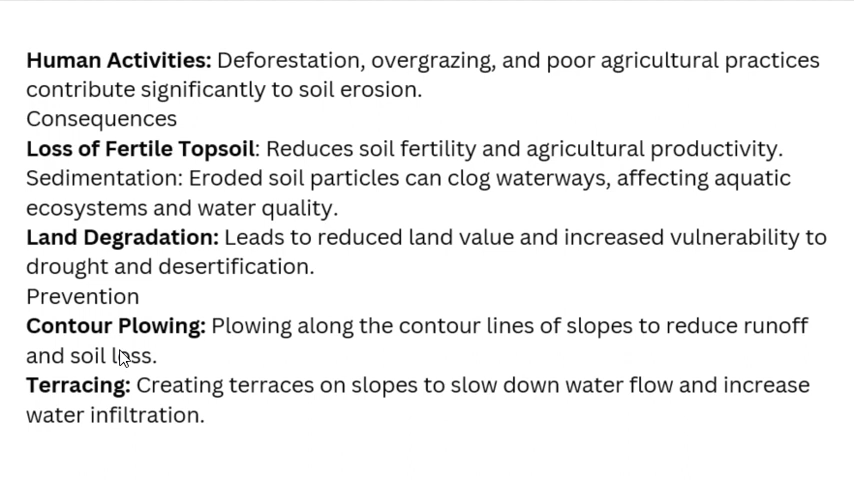 Human Activities: Deforestation, overgrazing, and poor agricultural practices
contribute significantly to soil erosion.
Consequences
Loss of Fertile Topsoil: Reduces soil fertility and agricultural productivity.
Sedimentation: Eroded soil particles can clog waterways, affecting aquatic
ecosystems and water quality.
Land Degradation: Leads to reduced land value and increased vulnerability to
drought and desertification.
Prevention
Contour Plowing: Plowing along the contour lines of slopes to reduce runoff
and soil loss.
Terracing: Creating terraces on slopes to slow down water flow and increase
water infiltration.